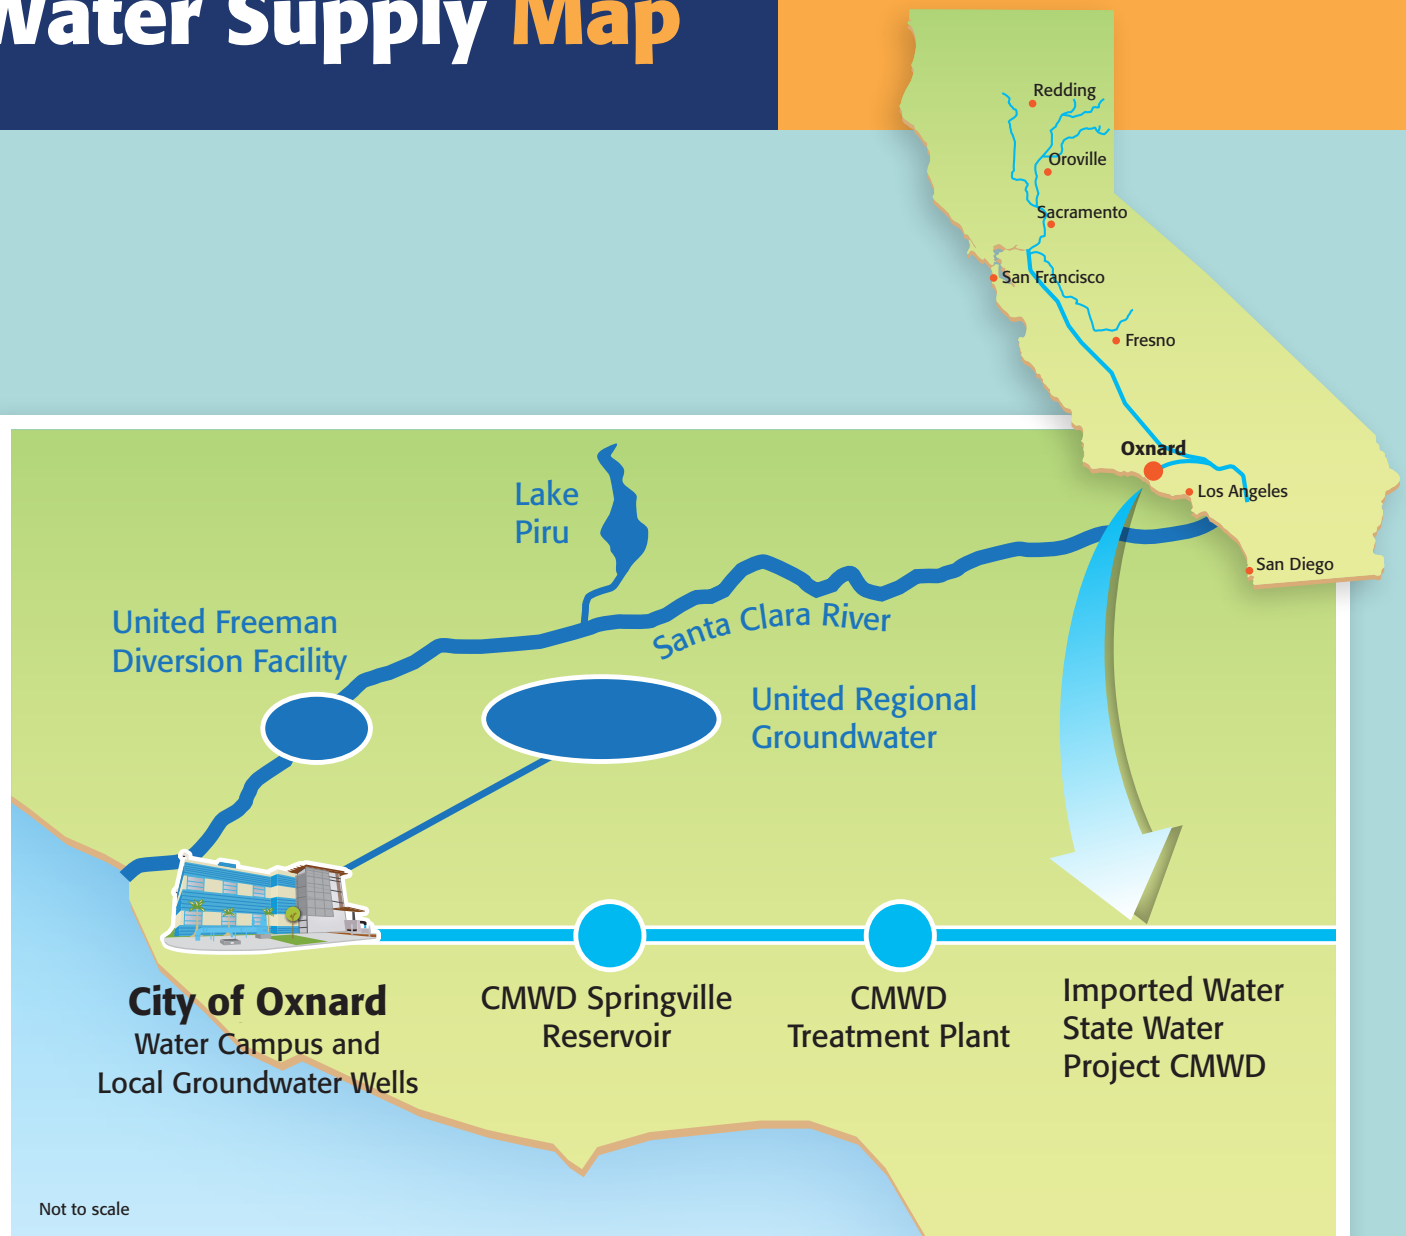 Water Supply Map
Redding
Oroville
Sacramento
San Francisco
Fresno
Oxnard
Los Angeles
San Diego
Lake
Piru
Santa Clara River
United Freeman
Diversion Facility
United Regional
Groundwater
City of Oxnard
Water Campus and
Local Groundwater Wells
CMWD Springville
Reservoir
CMWD
Treatment Plant
Imported Water
State Water
Project CMWD
Not to scale